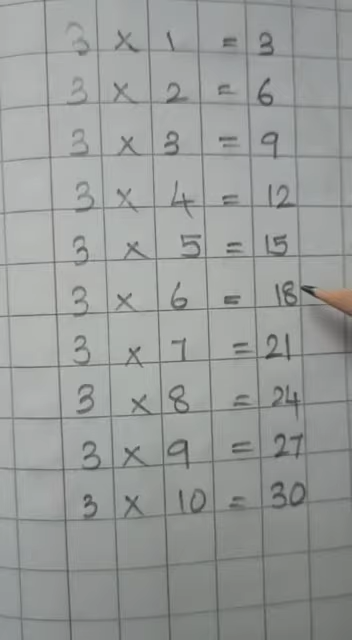 3 × 1 = 3
3 × 2 = 6
3 × 3 = 9
3 × 4 = 12
3 × 5 = 15
3 × 6 = 18
3 × 7 = 21
3 × 8 = 24
3 × 9 = 27
3 × 10 = 30